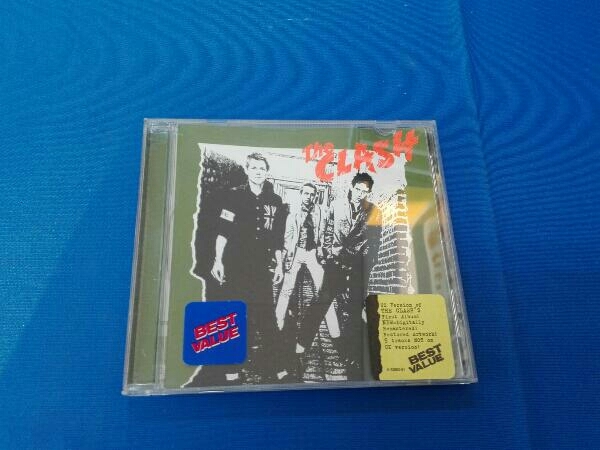 The CLASH
BEST
VALUE
US Version of
THE CLASH'S
First Album!
NEW-Digitally
Remastered!
Restored Artwork!
5 tracks NOT on
UK version!
BEST
VALUE